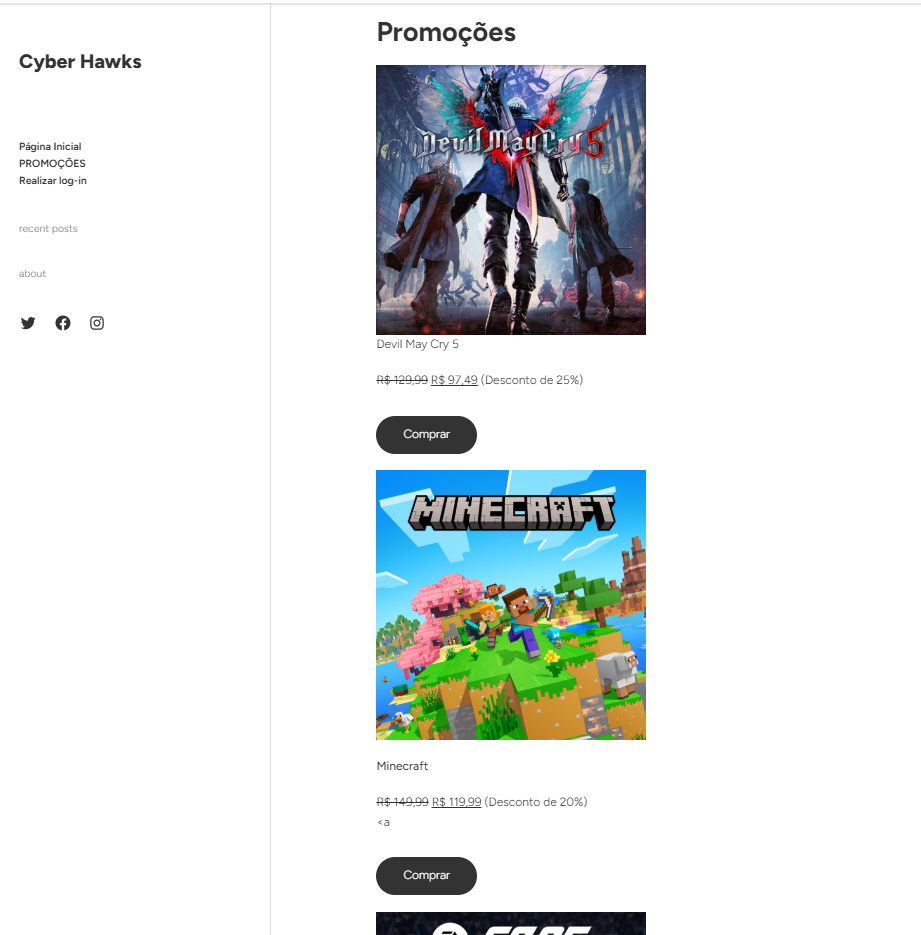 Cyber Hawks
Página Inicial
PROMOÇÕES
Realizar log-in
recent posts
about
Promoções
Devil May Cry 5
Devil May Cry 5
R$ 129,99 R$ 97,49 (Desconto de 25%)
Comprar
MINECRAFT
Minecraft
R$ 149,99 R$ 119,99 (Desconto de 20%)
<a
Comprar